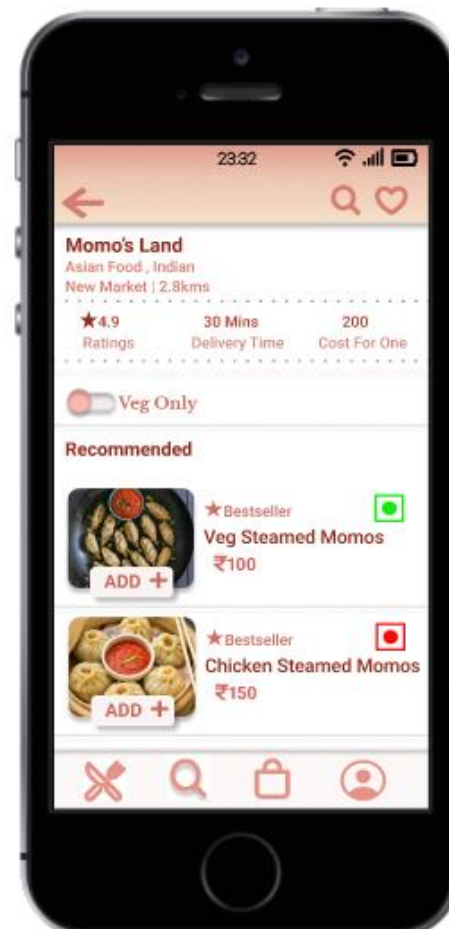 23:32
Momo's Land
Asian Food , Indian
New Market | 2.8kms
★4.9 30 Mins 200
Ratings Delivery Time Cost For One
Veg Only
Recommended
★Bestseller
Veg Steamed Momos
₹100
ADD +
★Bestseller
Chicken Steamed Momos
₹150
ADD +